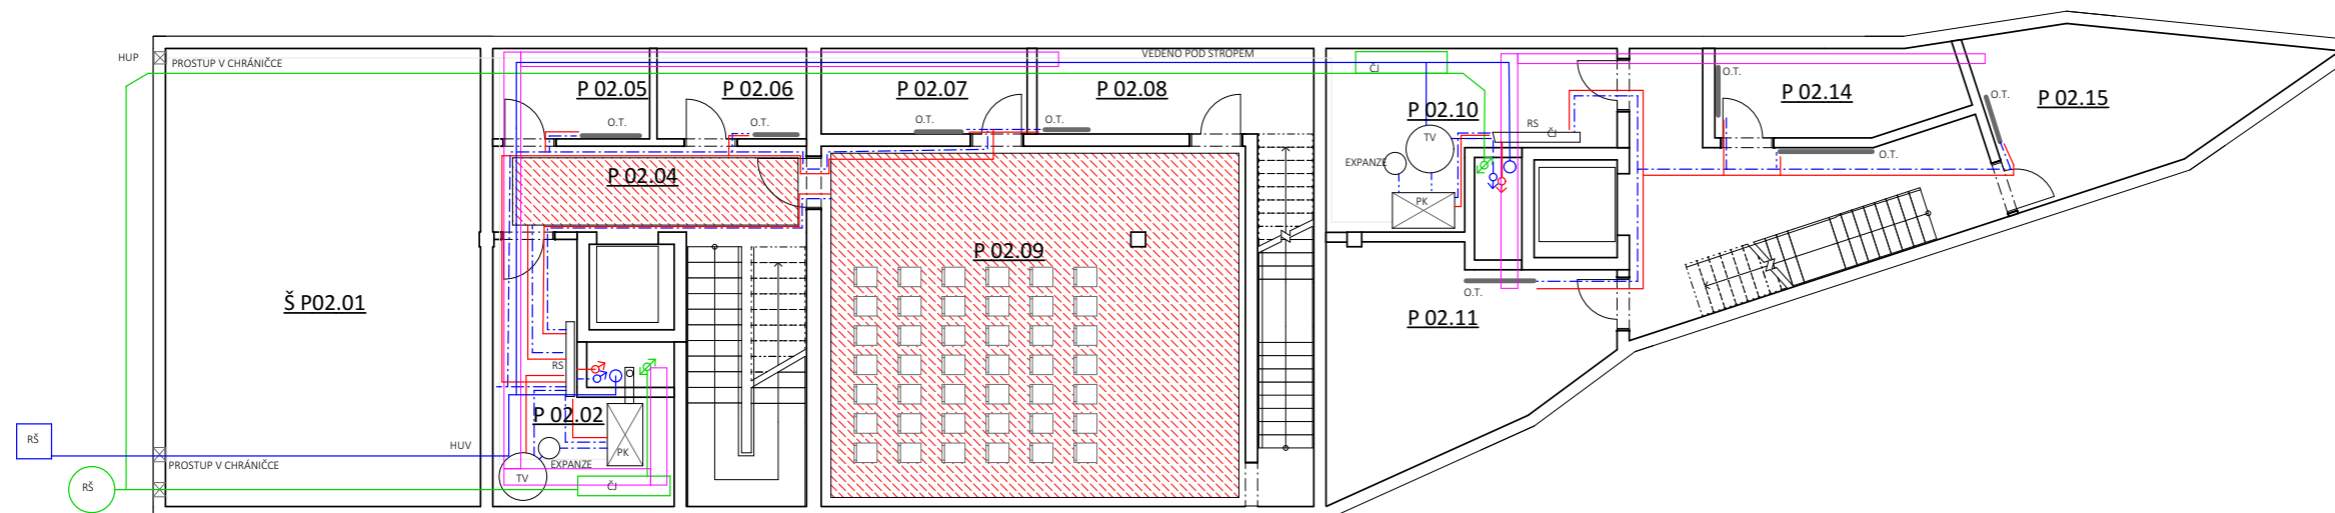 HUP
PROSTUP V CHRÁNIČCE
VEDENO POD STROPEM
ČJ
P 02.05
P 02.06
P 02.07
P 02.08
P 02.10
P 02.14
P 02.15
O.T.
O.T.
O.T.
O.T.
O.T.
O.T.
O.T.
TV
RS
ČJ
EXPANZE
PK
P 02.04
P 02.09
Š P02.01
O.T.
P 02.11
RS
P 02.02
RŠ
HUV
PK
PROSTUP V CHRÁNIČCE
EXPANZE
TV
ČJ
RŠ